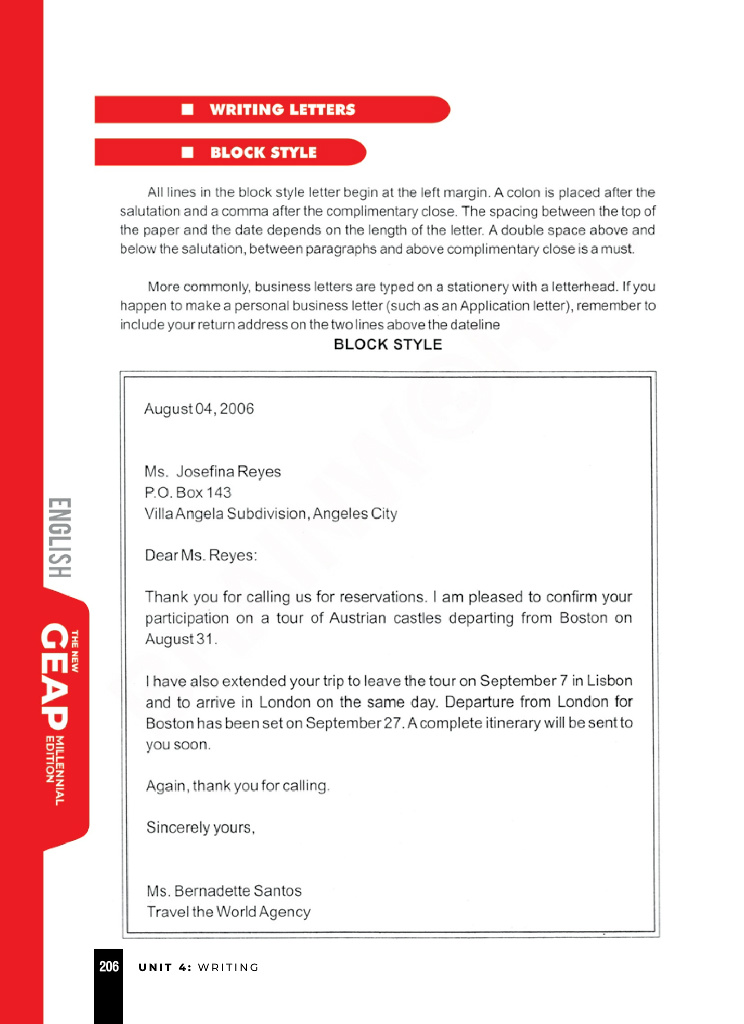 WRITING LETTERS
BLOCK STYLE
All lines in the block style letter begin at the left margin. A colon is placed after the
salutation and a comma after the complimentary close. The spacing between the top of
the paper and the date depends on the length of the letter. A double space above and
below the salutation, between paragraphs and above complimentary close is a must.
More commonly, business letters are typed on a stationery with a letterhead. If you
happen to make a personal business letter (such as an Application letter), remember to
include your return address on the two lines above the dateline
BLOCK STYLE
August 04, 2006
Ms. Josefina Reyes
P.O. Box 143
Villa Angela Subdivision, Angeles City
Dear Ms. Reyes:
Thank you for calling us for reservations. I am pleased to confirm your
participation on a tour of Austrian castles departing from Boston on
August 31.
I have also extended your trip to leave the tour on September 7 in Lisbon
and to arrive in London on the same day. Departure from London for
Boston has been set on September 27. A complete itinerary will be sent to
you soon.
Again, thank you for calling.
Sincerely yours,
Ms. Bernadette Santos
Travel the World Agency
ENGLISH
THE NEW
GEAP
MILLENNIAL
EDITION
206 UNIT 4: WRITING